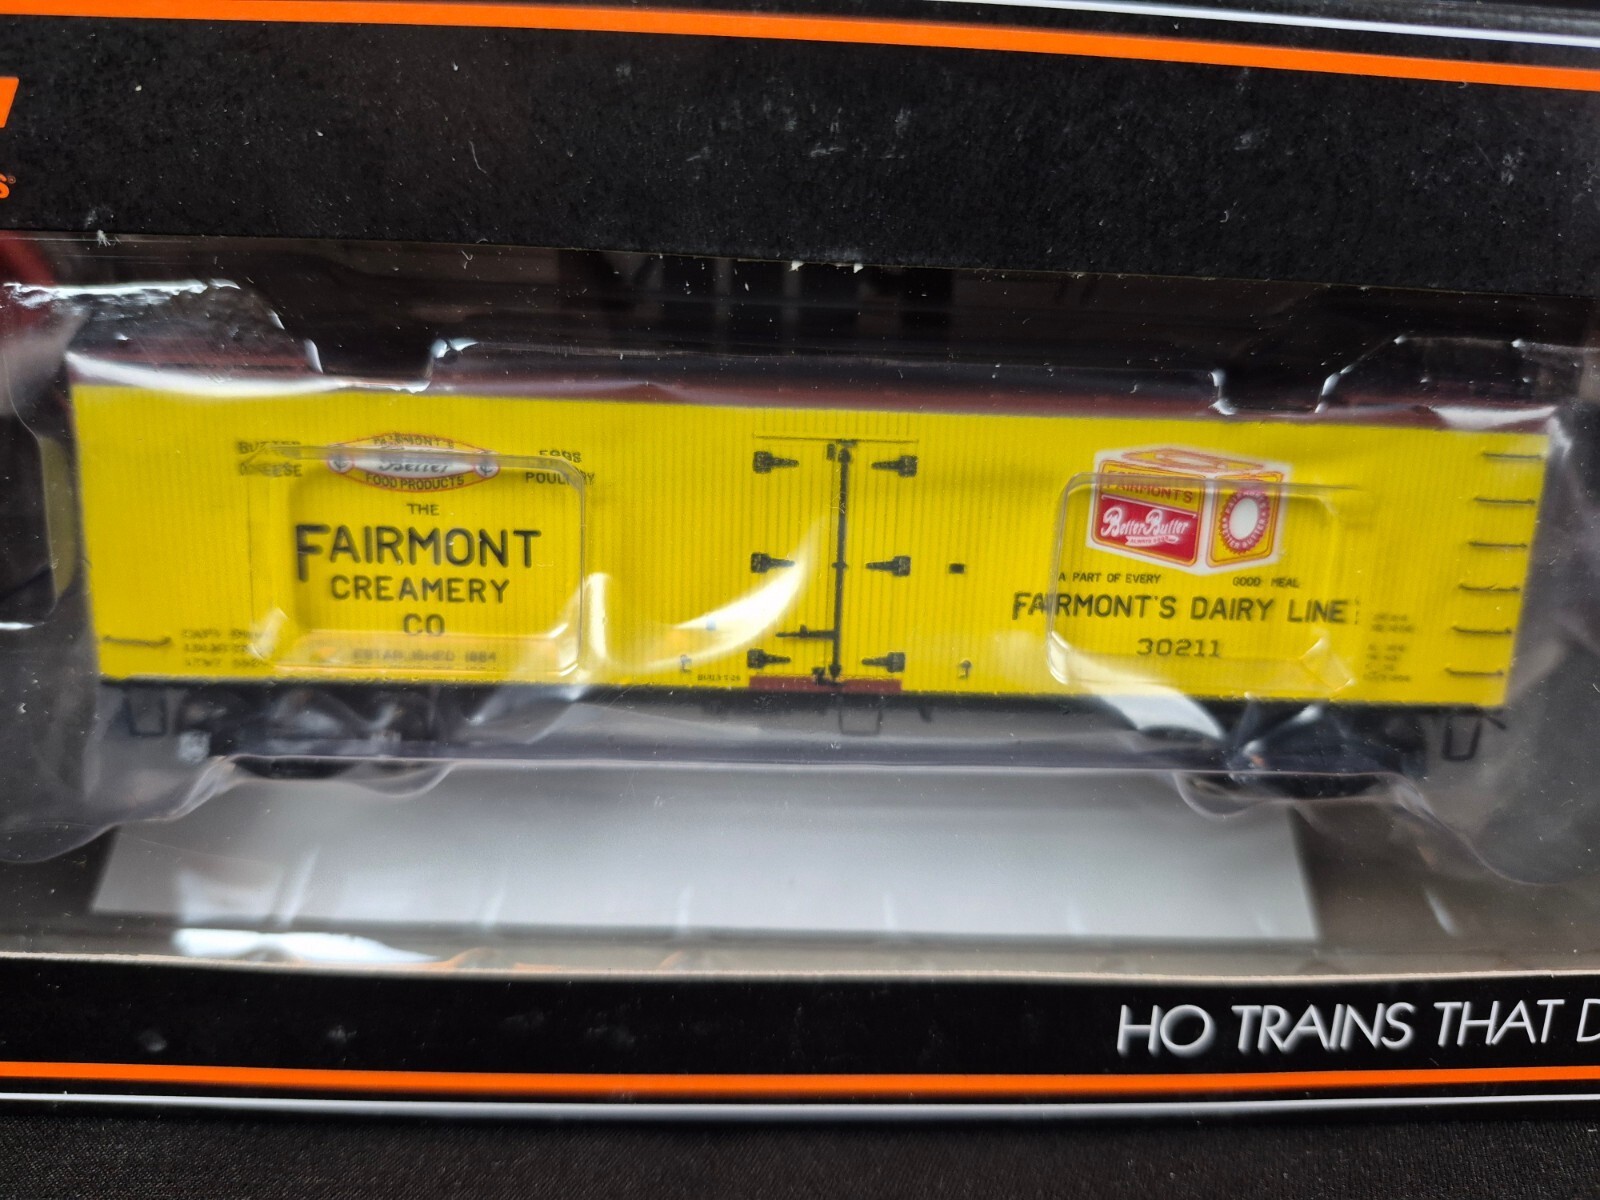 BUTTER
CHEESE
FAIRMONT'S
Better
FOOD PRODUCTS
EGGS
POULTRY
THE
FAIRMONT
CREAMERY
CO
ESTABLISHED 1884
FAIRMONT'S
Better Butter
A PART OF EVERY GOOD MEAL
FAIRMONT'S DAIRY LINE
30211
HO TRAINS THAT D